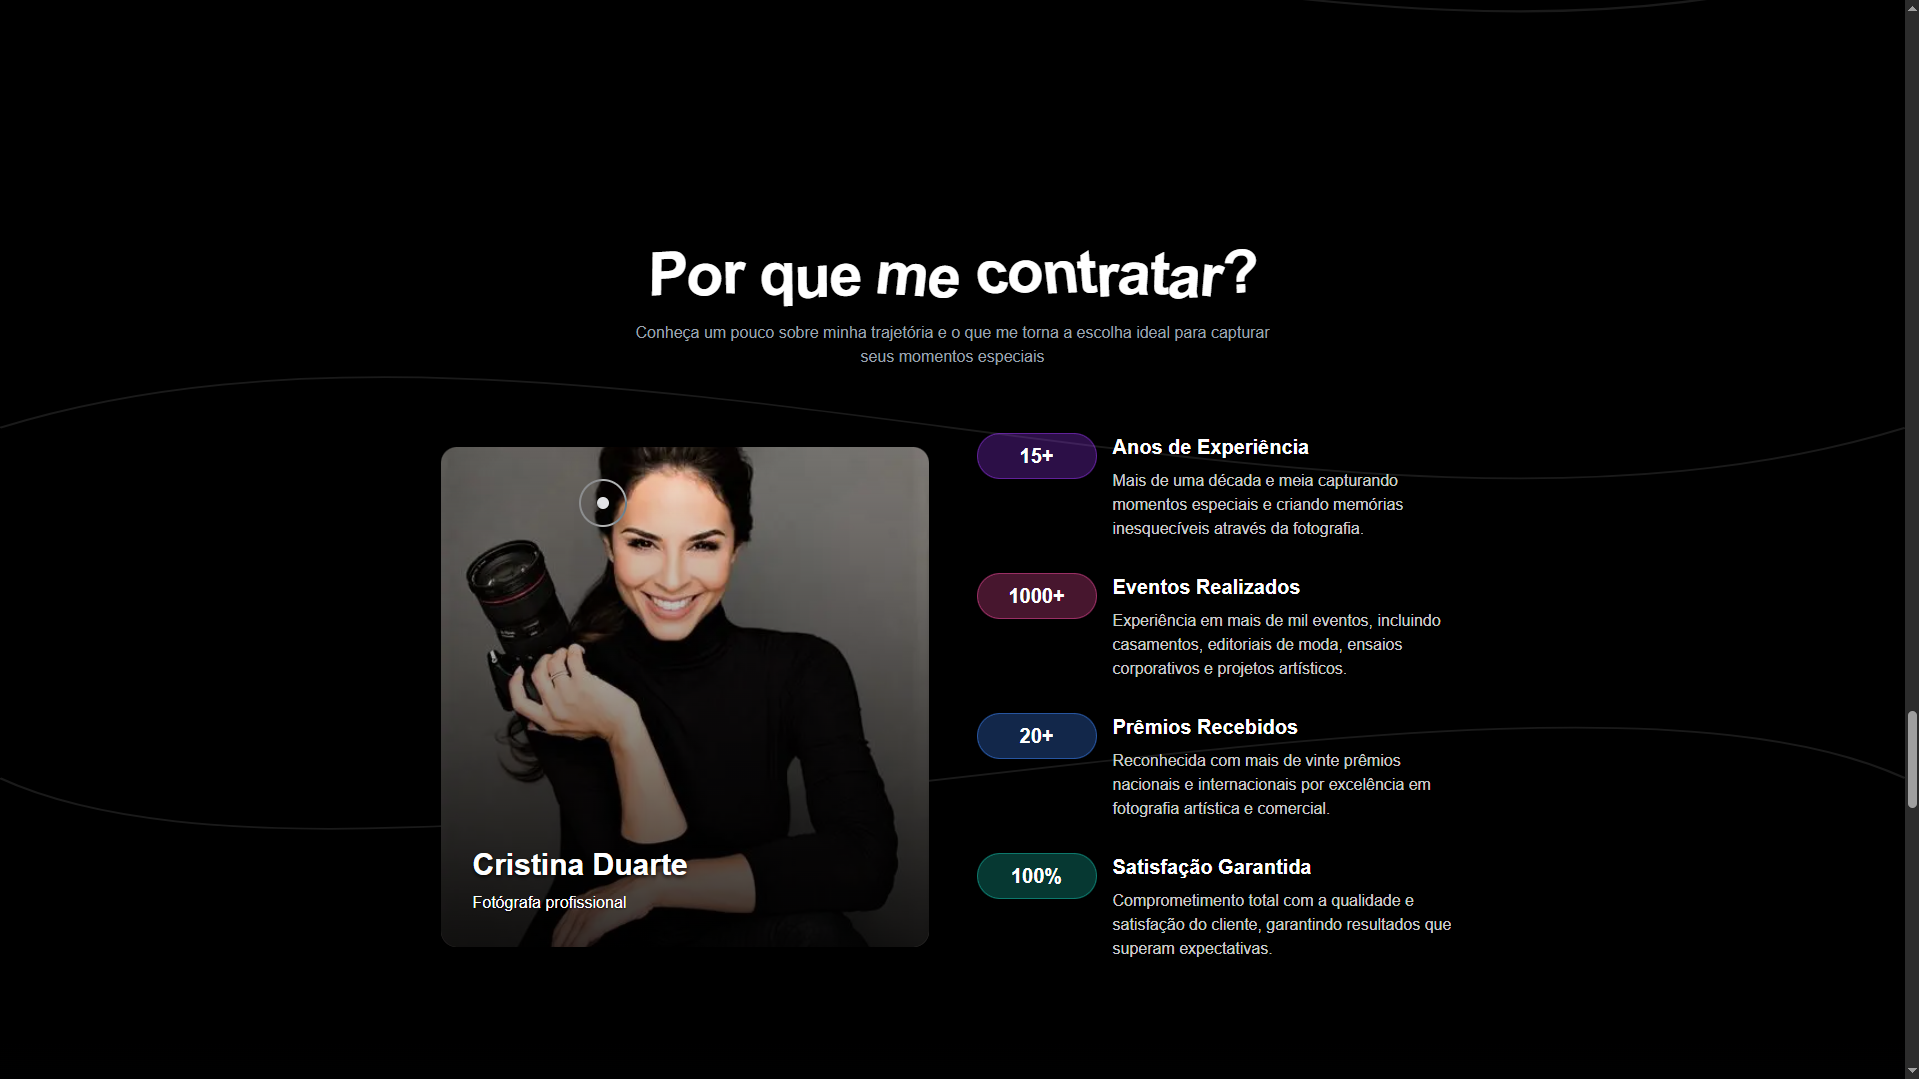 Por que me contratar?
Conheça um pouco sobre minha trajetória e o que me torna a escolha ideal para capturar
seus momentos especiais
Cristina Duarte
Fotógrafa profissional
15+
Anos de Experiência
Mais de uma década e meia capturando
momentos especiais e criando memórias
inesquecíveis através da fotografia.
1000+
Eventos Realizados
Experiência em mais de mil eventos, incluindo
casamentos, editoriais de moda, ensaios
corporativos e projetos artísticos.
20+
Prêmios Recebidos
Reconhecida com mais de vinte prêmios
nacionais e internacionais por excelência em
fotografia artística e comercial.
100%
Satisfação Garantida
Comprometimento total com a qualidade e
satisfação do cliente, garantindo resultados que
superam expectativas.